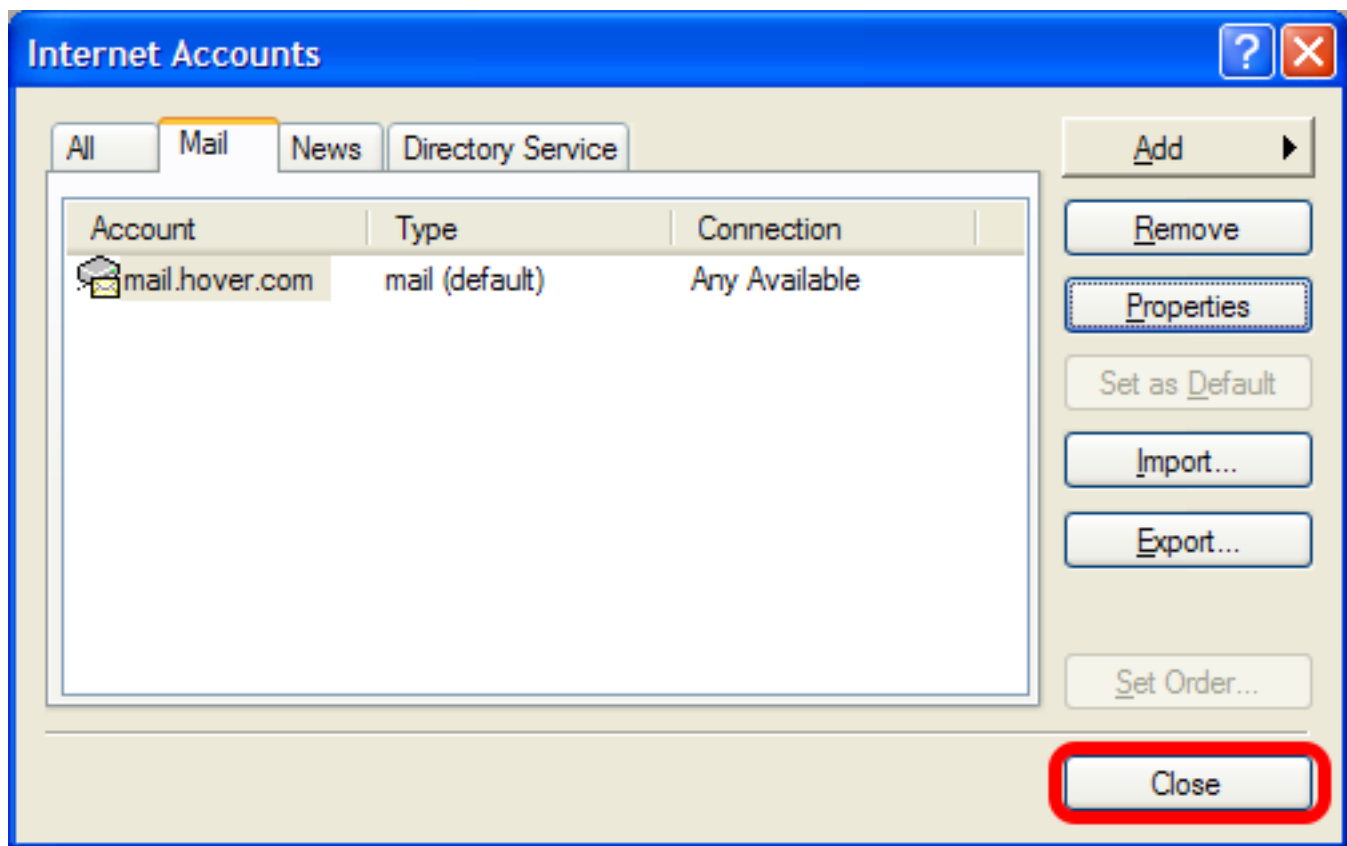 Internet Accounts
?
All Mail News Directory Service
Add
Account Type Connection
Remove
mail.hover.com mail (default) Any Available
Properties
Set as Default
Import...
Export...
Set Order...
Close